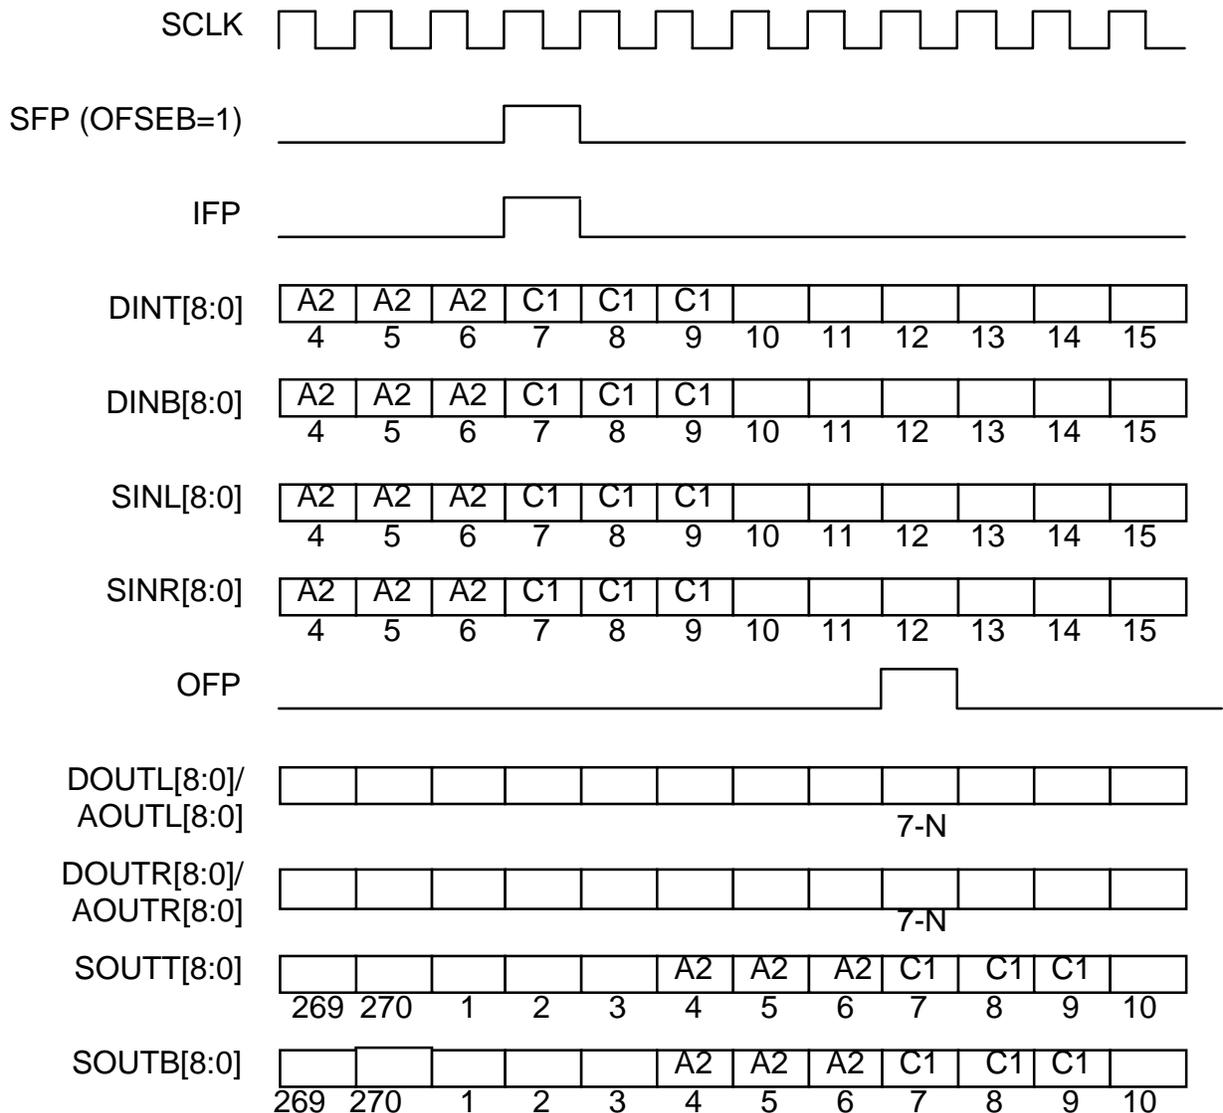 SCLK
SFP (OFSEB=1)
IFP
DINT[8:0] A2 A2 A2 C1 C1 C1
4 5 6 7 8 9 10 11 12 13 14 15
DINB[8:0] A2 A2 A2 C1 C1 C1
4 5 6 7 8 9 10 11 12 13 14 15
SINL[8:0] A2 A2 A2 C1 C1 C1
4 5 6 7 8 9 10 11 12 13 14 15
SINR[8:0] A2 A2 A2 C1 C1 C1
4 5 6 7 8 9 10 11 12 13 14 15
OFP
DOUTL[8:0]/
AOUTL[8:0] 7-N
DOUTR[8:0]/
AOUTR[8:0] 7-N
SOUTT[8:0] A2 A2 A2 C1 C1 C1
269 270 1 2 3 4 5 6 7 8 9 10
SOUTB[8:0] A2 A2 A2 C1 C1 C1
269 270 1 2 3 4 5 6 7 8 9 10